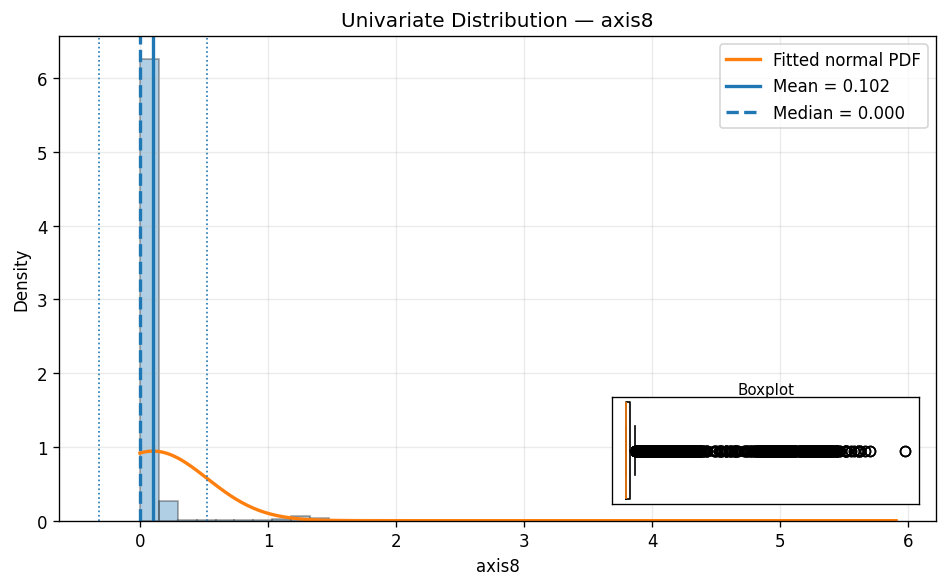 Univariate Distribution — axis8
Fitted normal PDF
Mean = 0.102
Median = 0.000
Density
6
5
4
3
2
1
0
Boxplot
0 1 2 3 4 5 6
axis8